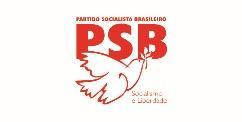 PARTIDO SOCIALISTA BRASILEIRO
PSB
Socialismo
e Liberdade